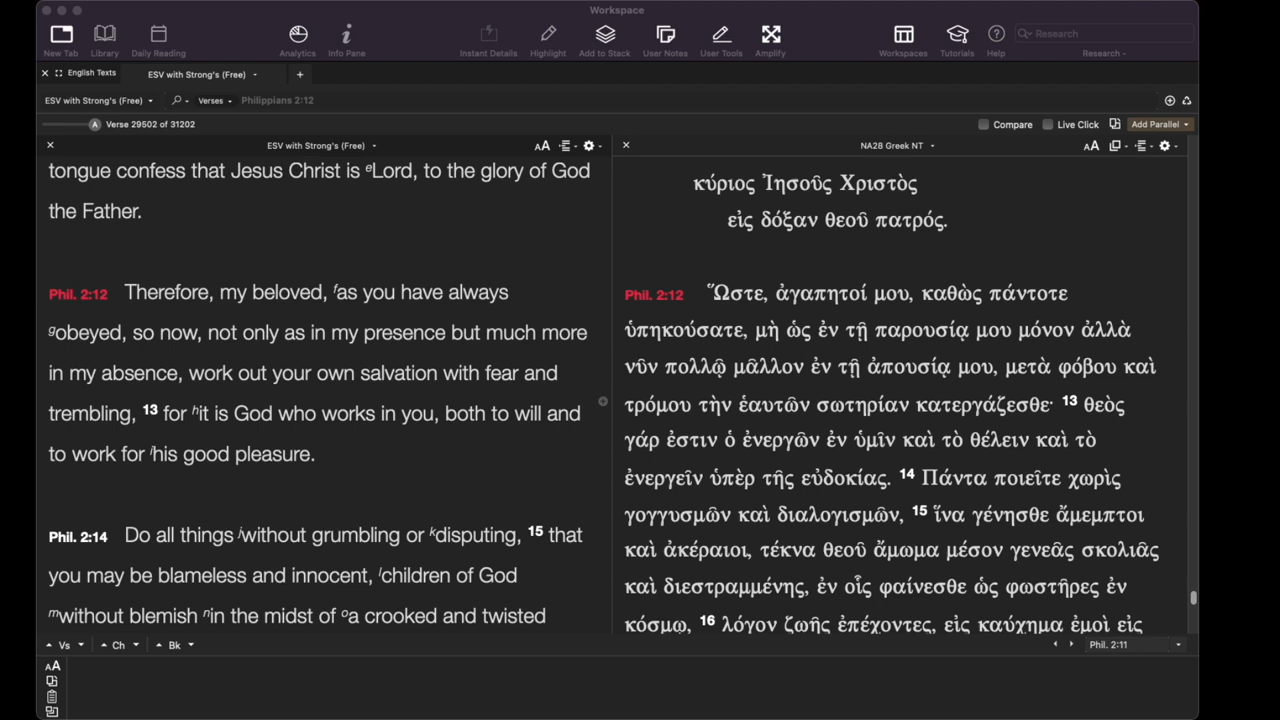 Workspace
New Tab Library Daily Reading Analytics Info Pane Instant Details Highlight Add to Stack User Notes User Tools Amplify Workspaces Tutorials Help Research
Research
English Texts ESV with Strong's (Free)
ESV with Strong's (Free) Verses Philippians 2:12
A Verse 29502 of 31202 Compare Live Click Add Parallel
ESV with Strong's (Free)
tongue confess that Jesus Christ is eLord, to the glory of God
the Father.
Phil. 2:12 Therefore, my beloved, fas you have always
gobeyed, so now, not only as in my presence but much more
in my absence, work out your own salvation with fear and
trembling, 13 for hit is God who works in you, both to will and
to work for ihis good pleasure.
Phil. 2:14 Do all things jwithout grumbling or kdisputing, 15 that
you may be blameless and innocent, lchildren of God
mwithout blemish nin the midst of oa crooked and twisted
NA28 Greek NT
κύριος Ἰησοῦς Χριστὸς
εἰς δόξαν θεοῦ πατρός.
Phil. 2:12 Ὥστε, ἀγαπητοί μου, καθὼς πάντοτε
ὑπηκούσατε, μὴ ὡς ἐν τῇ παρουσίᾳ μου μόνον ἀλλὰ
νῦν πολλῷ μᾶλλον ἐν τῇ ἀπουσίᾳ μου, μετὰ φόβου καὶ
τρόμου τὴν ἑαυτῶν σωτηρίαν κατεργάζεσθε· 13 θεὸς
γάρ ἐστιν ὁ ἐνεργῶν ἐν ὑμῖν καὶ τὸ θέλειν καὶ τὸ
ἐνεργεῖν ὑπὲρ τῆς εὐδοκίας. 14 Πάντα ποιεῖτε χωρὶς
γογγυσμῶν καὶ διαλογισμῶν, 15 ἵνα γένησθε ἄμεμπτοι
καὶ ἀκέραιοι, τέκνα θεοῦ ἄμωμα μέσον γενεᾶς σκολιᾶς
καὶ διεστραμμένης, ἐν οἷς φαίνεσθε ὡς φωστῆρες ἐν
κόσμῳ, 16 λόγον ζωῆς ἐπέχοντες, εἰς καύχημα ἐμοὶ εἰς
Vs Ch Bk Phil. 2:11